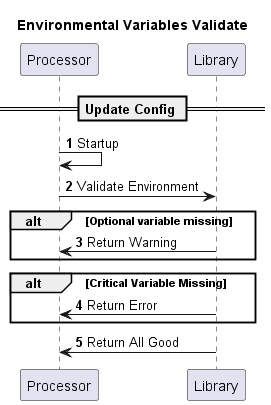 Environmental Variables Validate
Processor Library
Update Config
1 Startup
2 Validate Environment
alt [Optional variable missing]
3 Return Warning
alt [Critical Variable Missing]
4 Return Error
5 Return All Good
Processor Library